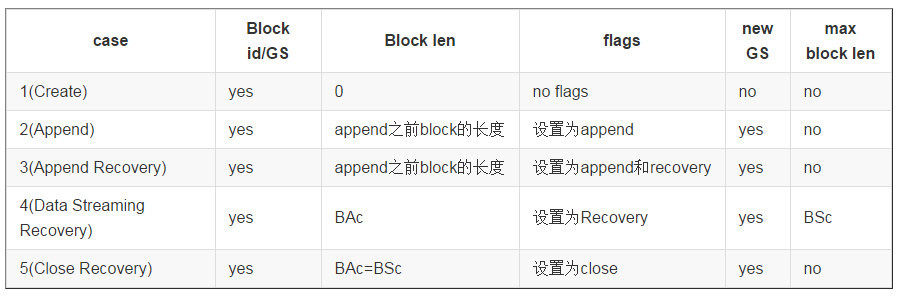 case Block id/GS Block len flags new GS max block len
1(Create) yes 0 no flags no no
2(Append) yes append之前block的长度 设置为append yes no
3(Append Recovery) yes append之前block的长度 设置为append和recovery yes no
4(Data Streaming Recovery) yes BAc 设置为Recovery yes BSc
5(Close Recovery) yes BAc=BSc 设置为close yes no